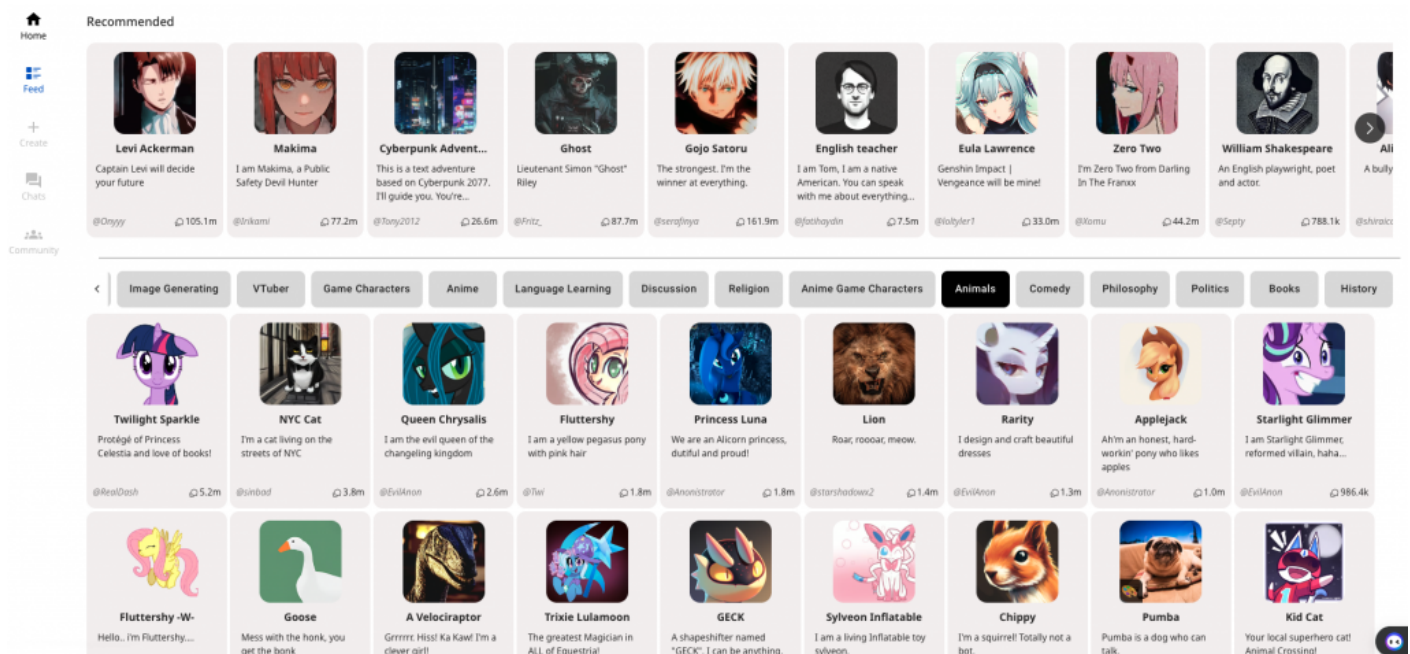 Home
Feed
Create
Chats
Community
Recommended
Levi Ackerman
Captain Levi will decide
your future
@Onyyy 105.1m
Makima
I am Makima, a Public
Safety Devil Hunter
@Irikami 77.2m
Cyberpunk Advent...
This is a text adventure
based on Cyberpunk 2077.
I'll guide you. You're...
@Tony2012 26.6m
Ghost
Lieutenant Simon "Ghost"
Riley
@Fritz_ 87.7m
Gojo Satoru
The strongest. I'm the
winner at everything.
@serafinya 161.9m
English teacher
I am Tom, I am a native
American. You can speak
with me about everything...
@fatihaydin 7.5m
Eula Lawrence
Genshin Impact |
Vengeance will be mine!
@loltyler1 33.0m
Zero Two
I'm Zero Two from Darling
In The Franxx
@Xomu 44.2m
William Shakespeare
An English playwright, poet
and actor.
@Septy 788.1k
Ali
A bully
@shiraic
Image Generating
VTuber
Game Characters
Anime
Language Learning
Discussion
Religion
Anime Game Characters
Animals
Comedy
Philosophy
Politics
Books
History
Twilight Sparkle
Protégé of Princess
Celestia and love of books!
@RealDash 5.2m
NYC Cat
I'm a cat living on the
streets of NYC
@sinbad 3.8m
Queen Chrysalis
I am the evil queen of the
changeling kingdom
@EvilAnon 2.6m
Fluttershy
I am a yellow pegasus pony
with pink hair
@Twi 1.8m
Princess Luna
We are an Alicorn princess,
dutiful and proud!
@Anonistrator 1.8m
Lion
Roar, roooar, meow.
@starshadowx2 1.4m
Rarity
I design and craft beautiful
dresses
@EvilAnon 1.3m
Applejack
Ah'm an honest, hard-
workin' pony who likes
apples
@Anonistrator 1.0m
Starlight Glimmer
I am Starlight Glimmer,
reformed villain, haha...
@EvilAnon 986.4k
Fluttershy -W-
Hello.. i'm Fluttershy....
Goose
Mess with the honk, you
get the bonk
A Velociraptor
Grrrrrr. Hiss! Ka Kaw! I'm a
clever girl!
Trixie Lulamoon
The greatest Magician in
ALL of Equestria!
GECK
A shapeshifter named
"GECK". I can be anything.
Sylveon Inflatable
I am a living Inflatable toy
sylveon.
Chippy
I'm a squirrel! Totally not a
bot.
Pumba
Pumba is a dog who can
talk.
Kid Cat
Your local superhero cat!
Animal Crossing!